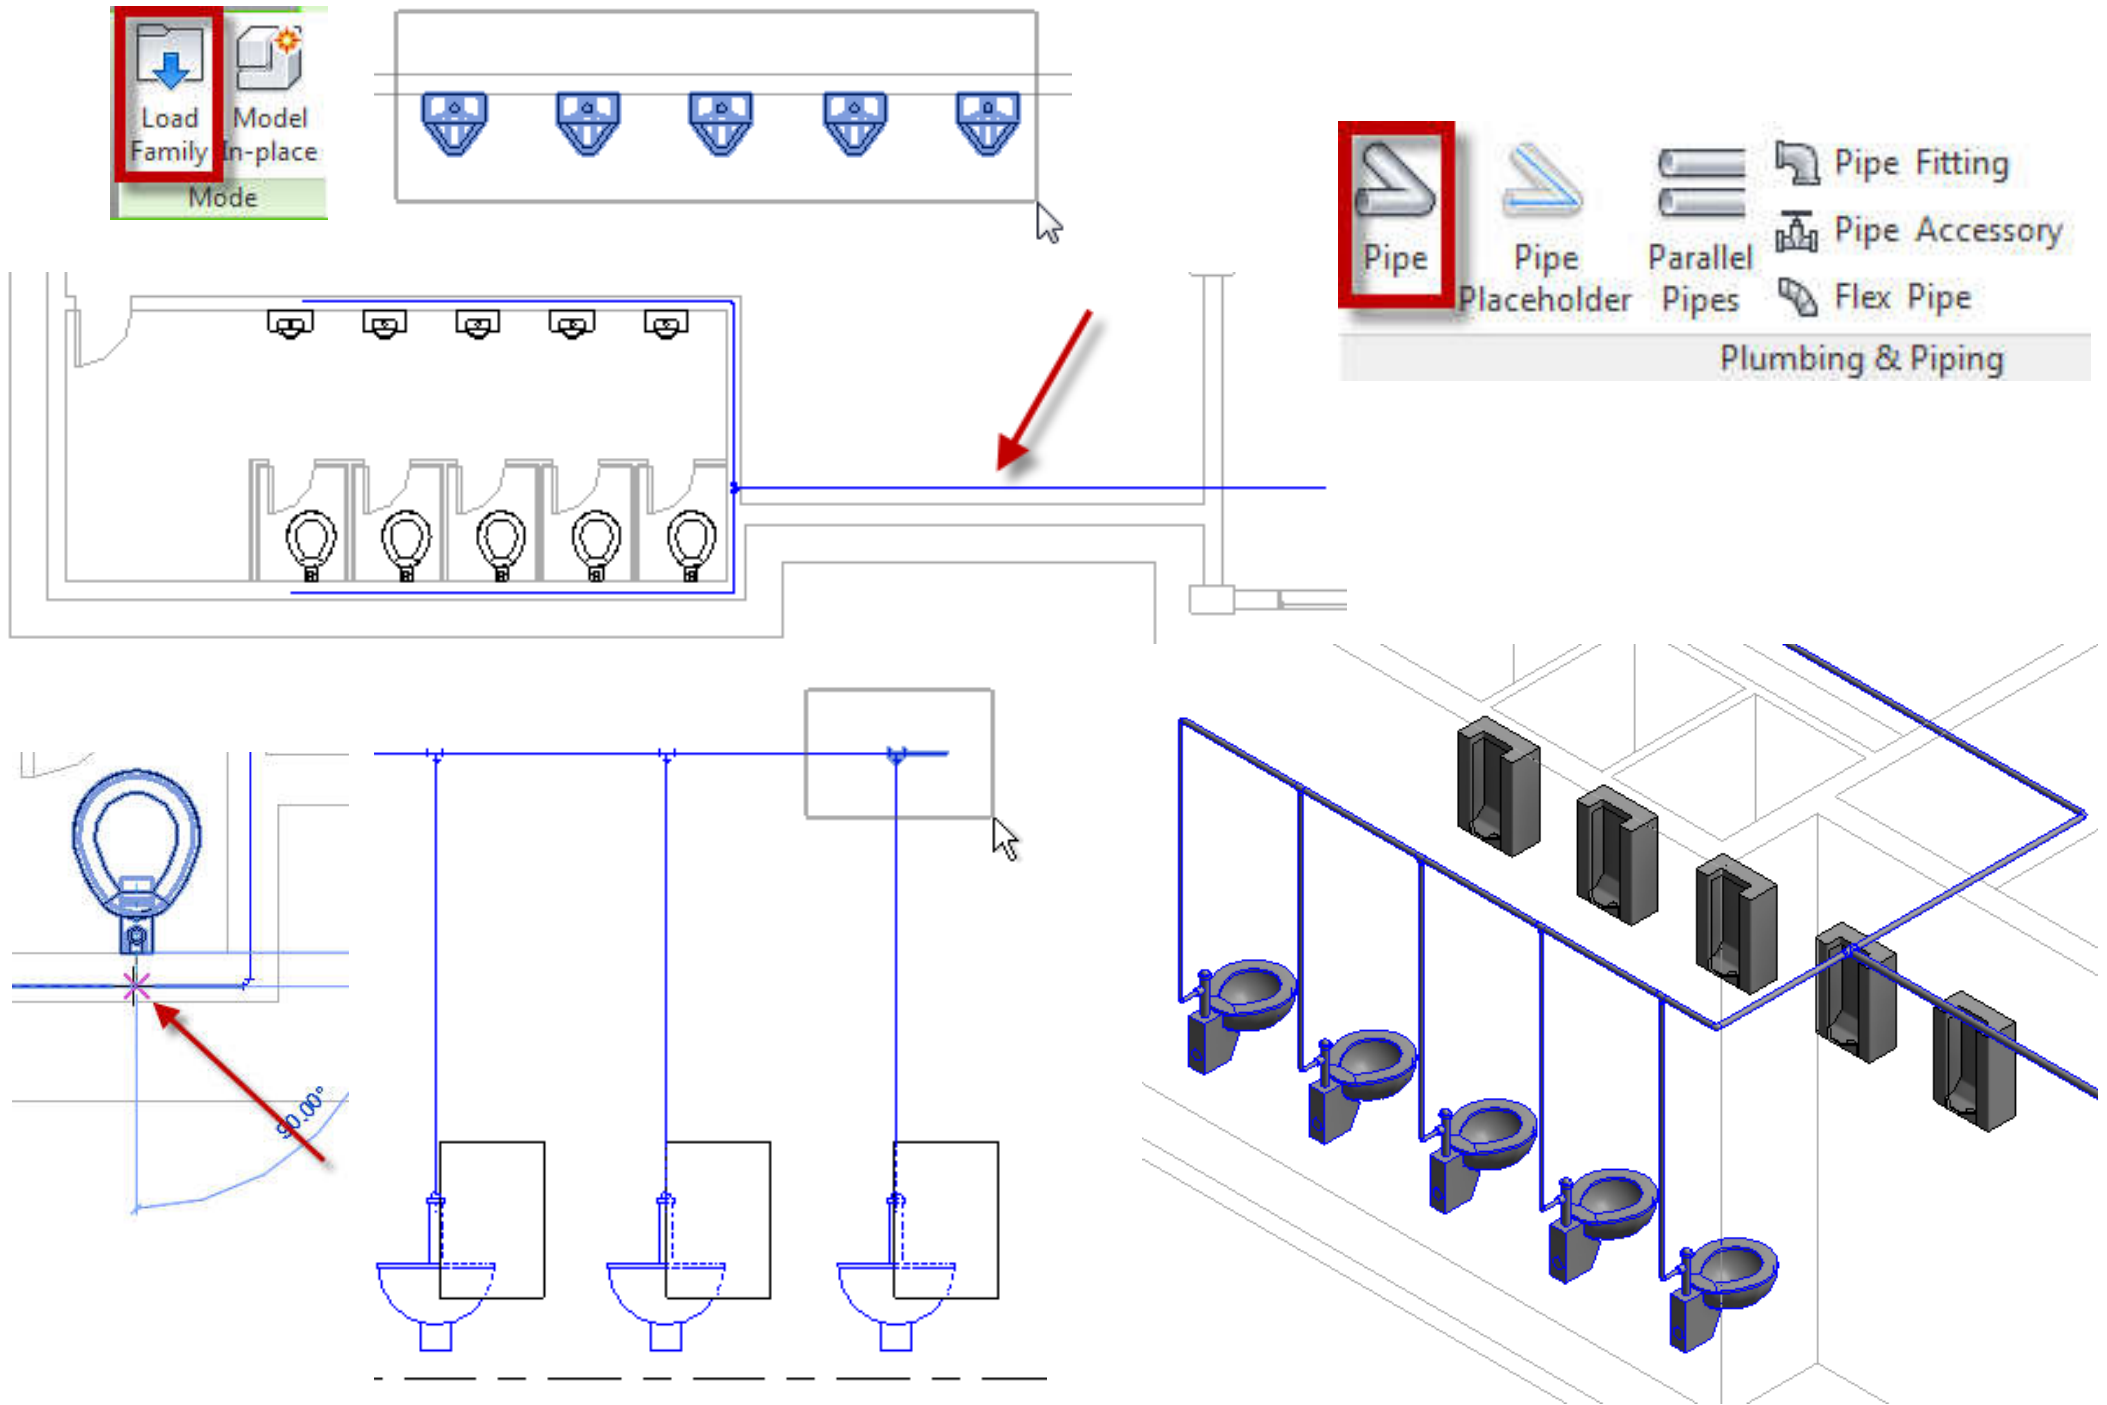 Load
Family
Model
In-place
Mode
Pipe
Pipe
Placeholder
Parallel
Pipes
Pipe Fitting
Pipe Accessory
Flex Pipe
Plumbing & Piping
90.00°